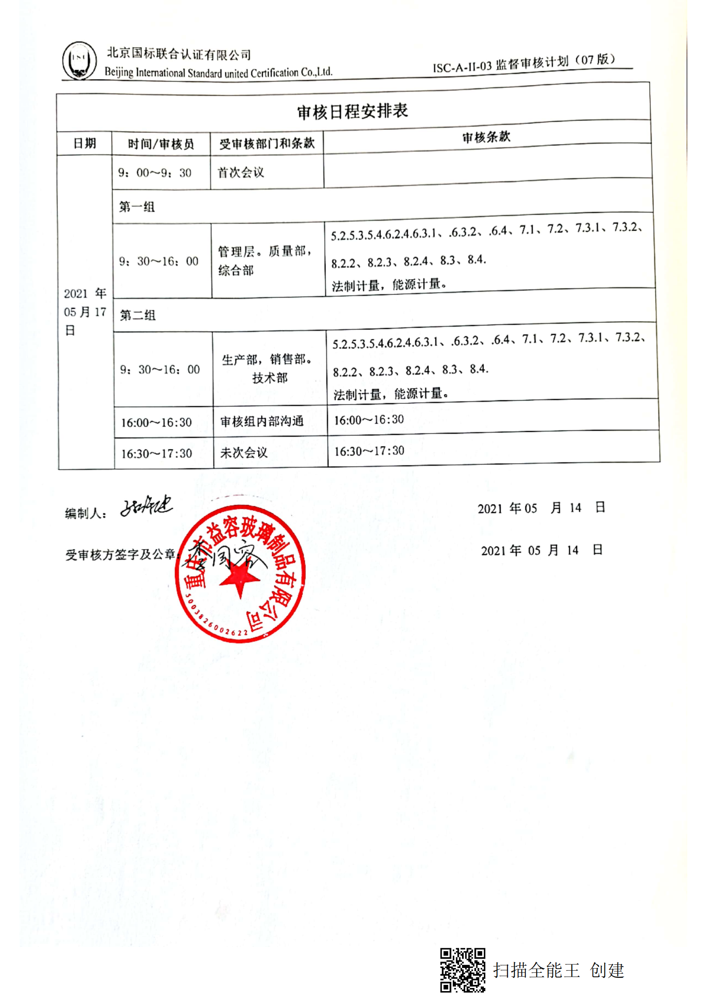 北京国标联合认证有限公司
Beijing International Standard united Certification Co.,Ltd.
ISC-A-II-03 监督审核计划（07 版）
审核日程安排表
日期 时间/审核员 受审核部门和条款 审核条款
9：00～9：30 首次会议
第一组
9：30～16：00
管理层。质量部，
综合部
5.2.5.3.5.4.6.2.4.6.3.1、.6.3.2、.6.4、7.1、7.2、7.3.1、7.3.2、
8.2.2、8.2.3、8.2.4、8.3、8.4.
法制计量，能源计量。
2021 年
05 月 17
日
第二组
9：30～16：00
生产部，销售部。
技术部
5.2.5.3.5.4.6.2.4.6.3.1、.6.3.2、.6.4、7.1、7.2、7.3.1、7.3.2、
8.2.2、8.2.3、8.2.4、8.3、8.4.
法制计量，能源计量。
16:00～16:30 审核组内部沟通 16:00～16:30
16:30～17:30 未次会议 16:30～17:30
编制人：
2021 年 05 月 14 日
受审核方签字及公章：
2021 年 05 月 14 日
重庆市益容玻璃制品有限公司
5003826002622
扫描全能王 创建